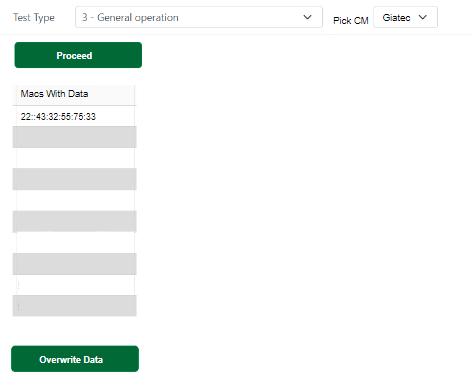 Test Type 3 - General operation Pick CM Giatec
Proceed
Macs With Data
22::43:32:55:75:33
Overwrite Data